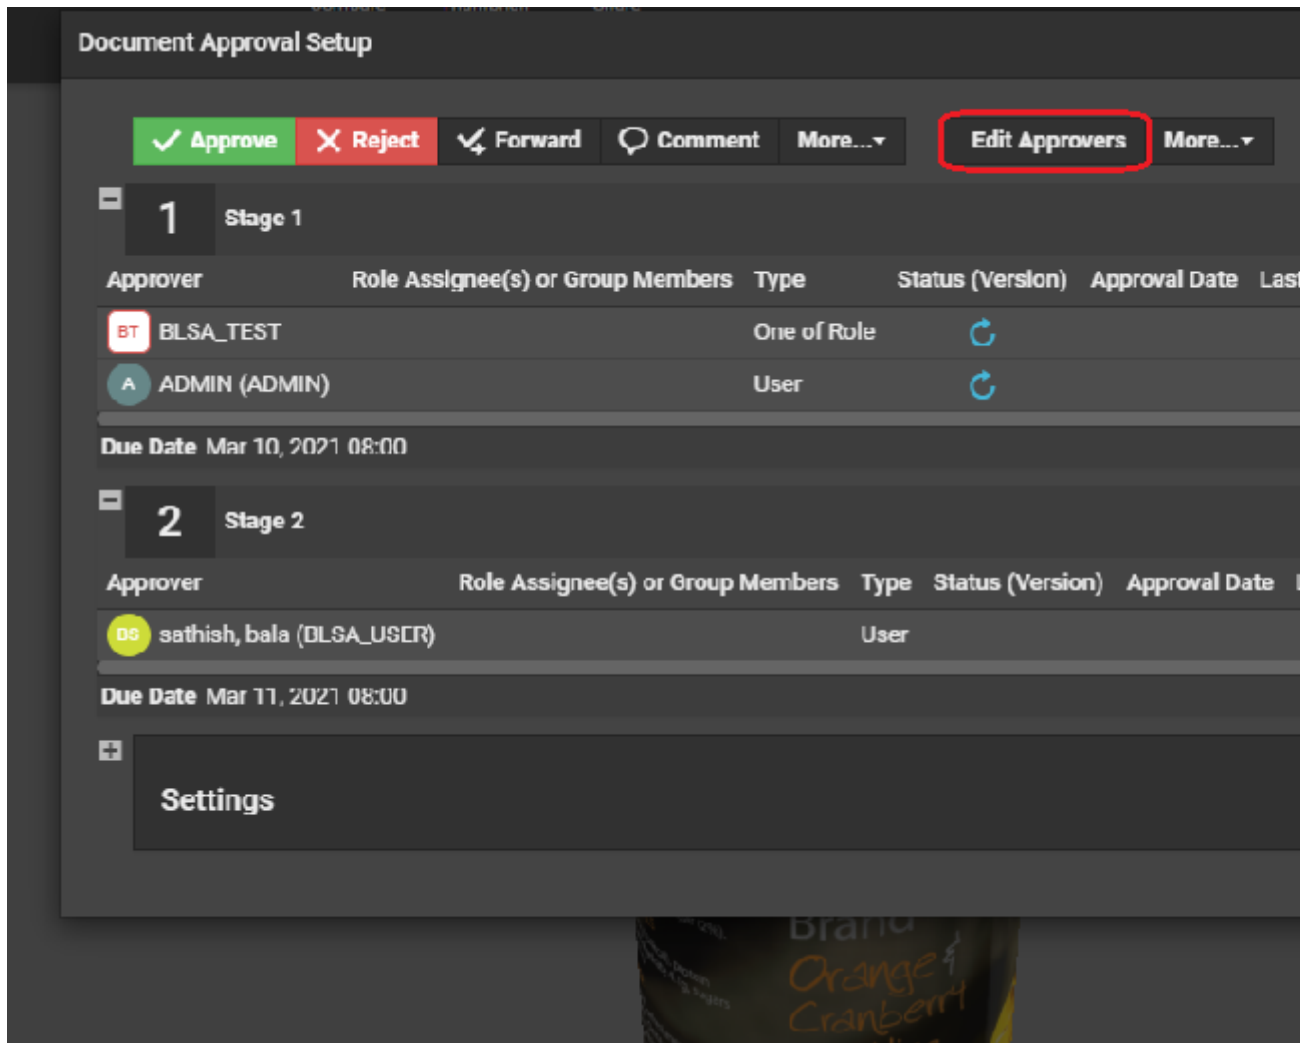 Document Approval Setup
Approve Reject Forward Comment More... Edit Approvers More...
1 Stage 1
Approver Role Assignee(s) or Group Members Type Status (Version) Approval Date Last
BT BLSA_TEST One of Role
A ADMIN (ADMIN) User
Due Date Mar 10, 2021 08:00
2 Stage 2
Approver Role Assignee(s) or Group Members Type Status (Version) Approval Date
sathish, bala (BLSA_USER) User
Due Date Mar 11, 2021 08:00
Settings
Brand
Orange &
Cranberry